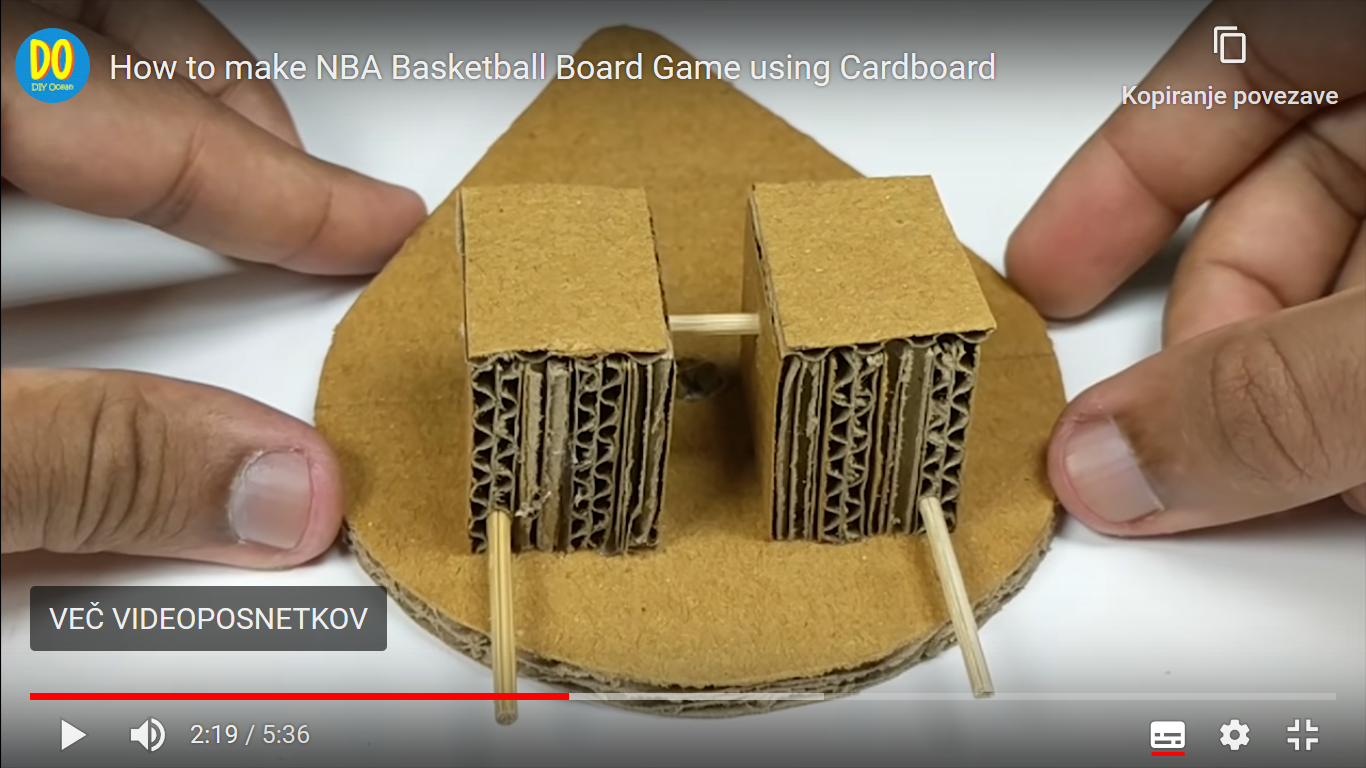 DO
DIY Ocean
How to make NBA Basketball Board Game using Cardboard
Kopiranje povezave
VEČ VIDEOPOSNETKOV
2:19 / 5:36